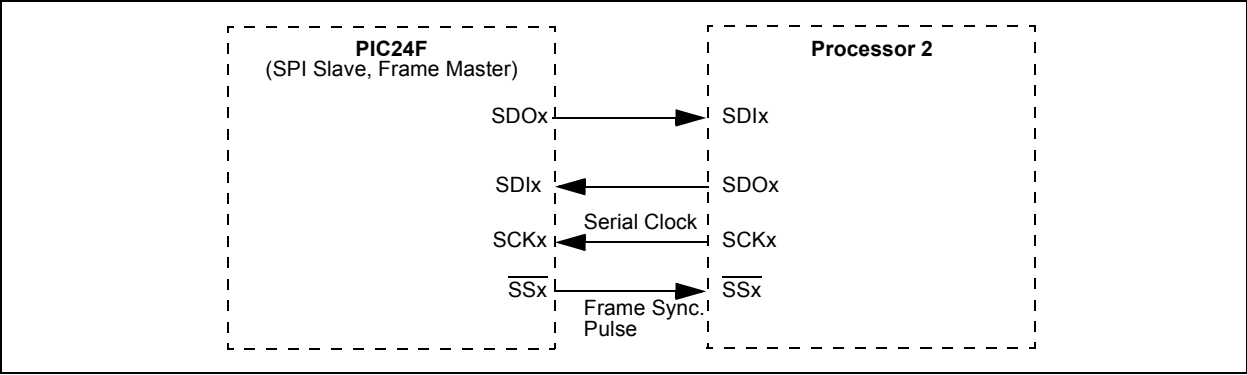 PIC24F
(SPI Slave, Frame Master)
Processor 2
SDOx
SDIx
SDIx
SDOx
Serial Clock
SCKx
SCKx
SSx
SSx
Frame Sync.
Pulse